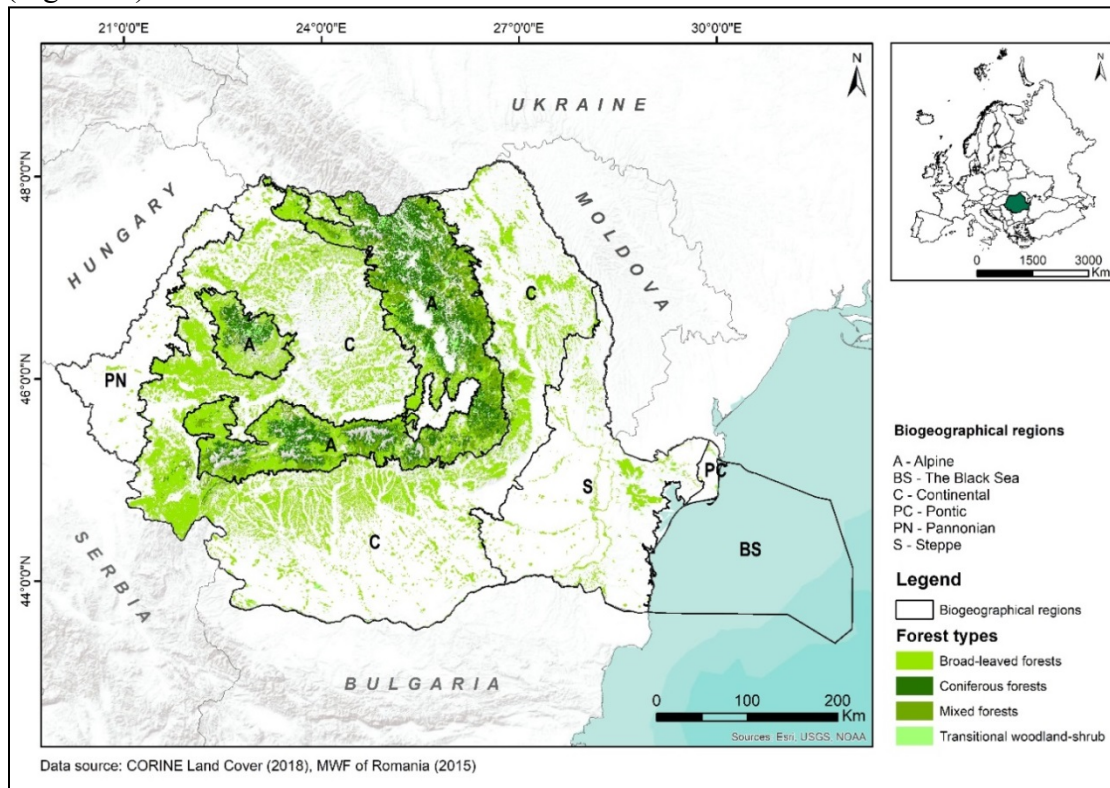 21°0'0"E
24°0'0"E
27°0'0"E
30°0'0"E
N
N
UKRAINE
48°0'0"N
HUNGARY
MOLDOVA
0 1500 3000
Km
A
C
A
C
PN
46°0'0"N
A
PC
S
BS
C
SERBIA
44°0'0"N
BULGARIA
0 100 200
Km
Sources: Esri, USGS, NOAA
Biogeographical regions
A - Alpine
BS - The Black Sea
C - Continental
PC - Pontic
PN - Pannonian
S - Steppe
Legend
Biogeographical regions
Forest types
Broad-leaved forests
Coniferous forests
Mixed forests
Transitional woodland-shrub
Data source: CORINE Land Cover (2018), MWF of Romania (2015)